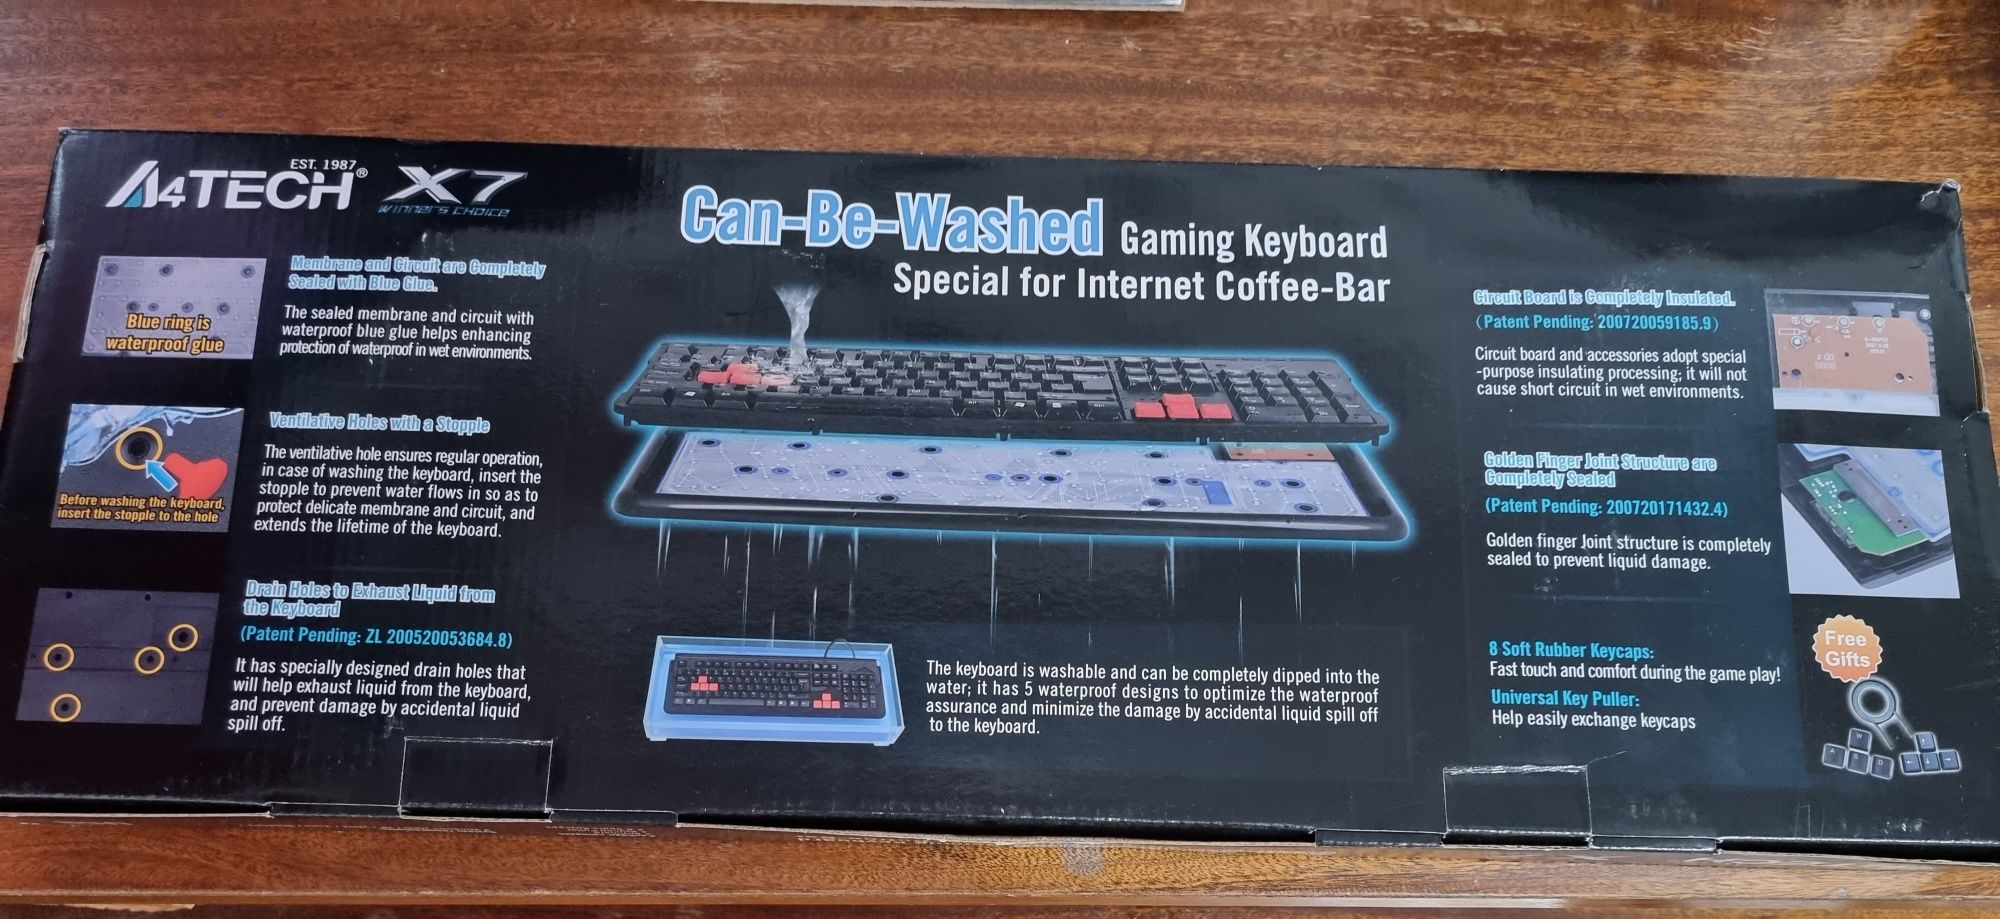 EST. 1987
A4TECH®
X7
WINNER'S CHOICE
Can-Be-Washed Gaming Keyboard
Special for Internet Coffee-Bar
Membrane and Circuit are Completely
Sealed with Blue Glue.
The sealed membrane and circuit with
waterproof blue glue helps enhancing
protection of waterproof in wet environments.
Blue ring is
waterproof glue
Ventilative Holes with a Stopple
The ventilative hole ensures regular operation,
in case of washing the keyboard, insert the
stopple to prevent water flows in so as to
protect delicate membrane and circuit, and
extends the lifetime of the keyboard.
Before washing the keyboard,
insert the stopple to the hole
Drain Holes to Exhaust Liquid from
the Keyboard
(Patent Pending: ZL 200520053684.8)
It has specially designed drain holes that
will help exhaust liquid from the keyboard,
and prevent damage by accidental liquid
spill off.
The keyboard is washable and can be completely dipped into the
water; it has 5 waterproof designs to optimize the waterproof
assurance and minimize the damage by accidental liquid spill off
to the keyboard.
Circuit Board is Completely Insulated.
(Patent Pending: 200720059185.9)
Circuit board and accessories adopt special
-purpose insulating processing; it will not
cause short circuit in wet environments.
Golden Finger Joint Structure are
Completely Sealed
(Patent Pending: 200720171432.4)
Golden finger Joint structure is completely
sealed to prevent liquid damage.
8 Soft Rubber Keycaps:
Fast touch and comfort during the game play!
Universal Key Puller:
Help easily exchange keycaps
Free
Gifts
W
A S D